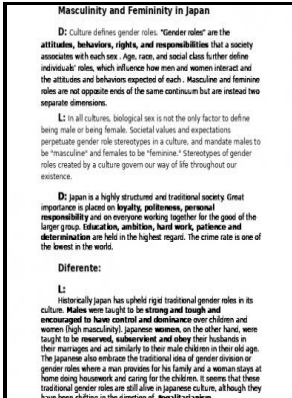 Masculinity and Femininity in Japan
D: Culture defines gender roles. "Gender roles" are the
attitudes, behaviors, rights, and responsibilities that a society
associates with each sex . Age, race, and social class further define
individuals' roles, which influence how men and women interact and
the attitudes and behaviors expected of each . Masculine and feminine
roles are not opposite ends of the same continuum but are instead two
separate dimensions.
L: In all cultures, biological sex is not the only factor to define
being male or being female. Societal values and expectations
perpetuate gender role stereotypes in a culture, and mandate males to
be "masculine" and females to be "feminine." Stereotypes of gender
roles created by a culture govern our way of life throughout our
existence.
D: Japan is a highly structured and traditional society. Great
importance is placed on loyalty, politeness, personal
responsibility and on everyone working together for the good of the
larger group. Education, ambition, hard work, patience and
determination are held in the highest regard. The crime rate is one of
the lowest in the world.
Diferente:
L:
Historically Japan has upheld rigid traditional gender roles in its
culture. Males were taught to be strong and tough and
encouraged to have control and dominance over children and
women (high masculinity). Japanese women, on the other hand, were
taught to be reserved, subservient and obey their husbands in
their marriages and act similarly to their male children in their old age.
The Japanese also embrace the traditional idea of gender division or
gender roles where a man provides for his family and a woman stays at
home doing housework and caring for the children. It seems that these
traditional gender roles are still alive in Japanese culture, although they
have been shifting in the direction of egalitarianism